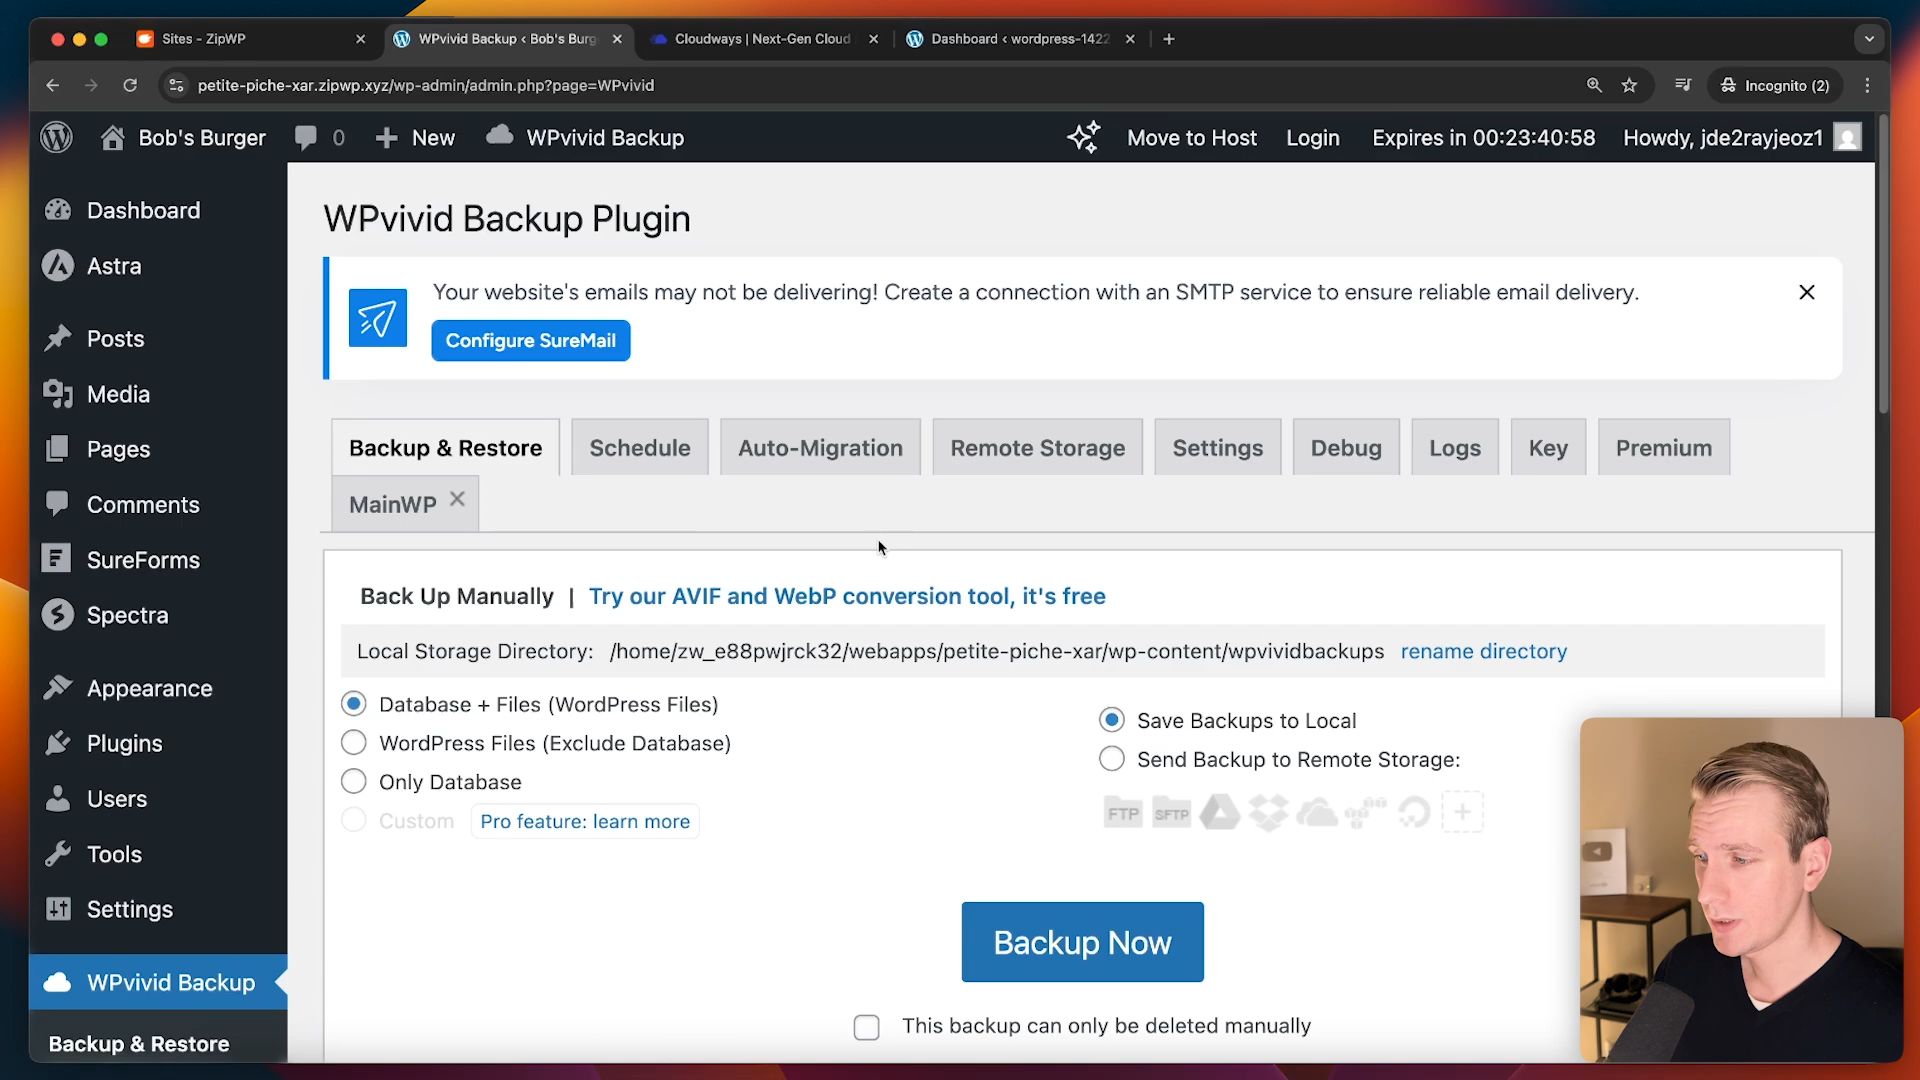 Sites - ZipWP
WPvivid Backup ‹ Bob's Burg
Cloudways | Next-Gen Cloud
Dashboard ‹ wordpress-1422
petite-piche-xar.zipwp.xyz/wp-admin/admin.php?page=WPvivid
Incognito (2)
Bob's Burger
0
New
WPvivid Backup
Move to Host
Login
Expires in 00:23:40:58
Howdy, jde2rayjeoz1
Dashboard
Astra
Posts
Media
Pages
Comments
SureForms
Spectra
Appearance
Plugins
Users
Tools
Settings
WPvivid Backup
Backup & Restore
WPvivid Backup Plugin
Your website's emails may not be delivering! Create a connection with an SMTP service to ensure reliable email delivery.
Configure SureMail
Backup & Restore
Schedule
Auto-Migration
Remote Storage
Settings
Debug
Logs
Key
Premium
MainWP
Back Up Manually | Try our AVIF and WebP conversion tool, it's free
Local Storage Directory: /home/zw_e88pwjrck32/webapps/petite-piche-xar/wp-content/wpvividbackups rename directory
Database + Files (WordPress Files)
WordPress Files (Exclude Database)
Only Database
Custom
Pro feature: learn more
Save Backups to Local
Send Backup to Remote Storage:
FTP
SFTP
Backup Now
This backup can only be deleted manually